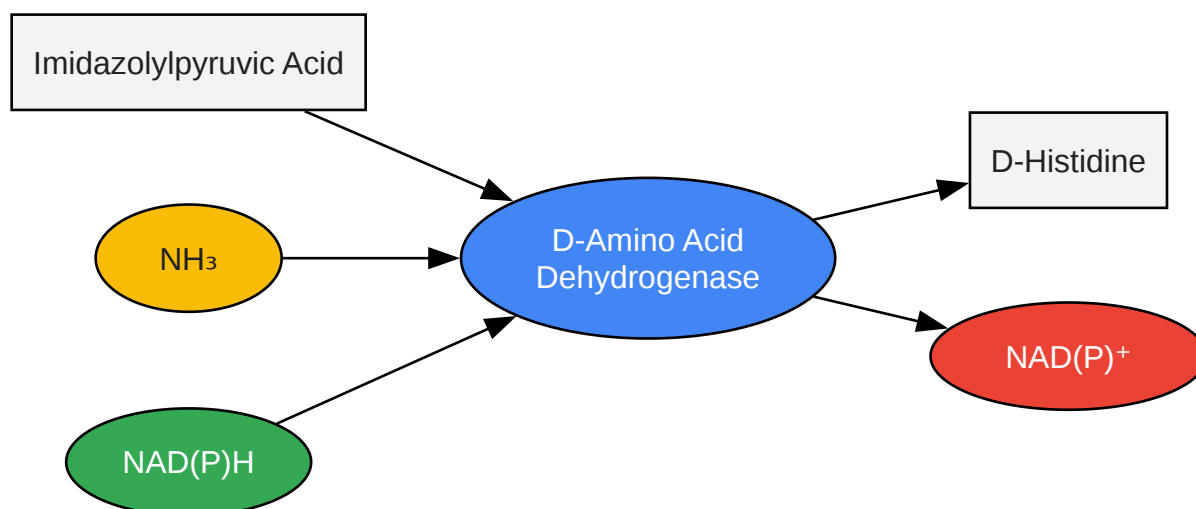 Imidazolylpyruvic Acid
D-Histidine
NH₃
D-Amino Acid
Dehydrogenase
NAD(P)⁺
NAD(P)H